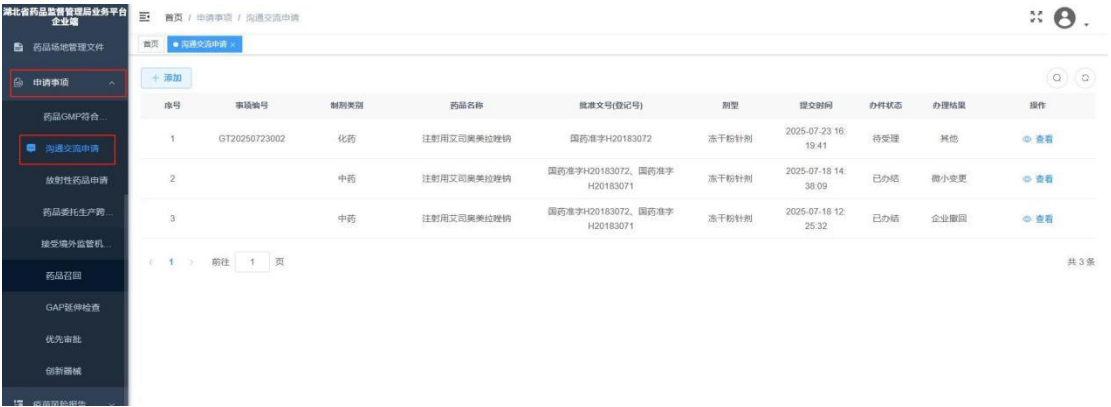 湖北省药品监督管理局业务平台
企业端
首页 / 申请事项 / 沟通交流申请
药品场地管理文件
首页
沟通交流申请 ×
申请事项
+ 添加
药品GMP符合...
沟通交流申请
放射性药品申请
药品委托生产跨...
接受境外监管机...
药品召回
GAP延伸检查
优先审批
创新器械
疫苗风险报告
序号 事项编号 制剂类别 药品名称 批准文号(登记号) 剂型 提交时间 办件状态 办理结果 操作
1 GT20250723002 化药 注射用艾司奥美拉唑钠 国药准字H20183072 冻干粉针剂 2025-07-23 16:
19:41 待受理 其他 查看
2 中药 注射用艾司奥美拉唑钠 国药准字H20183072、国药准字
H20183071 冻干粉针剂 2025-07-18 14:
38:09 已办结 微小变更 查看
3 中药 注射用艾司奥美拉唑钠 国药准字H20183072、国药准字
H20183071 冻干粉针剂 2025-07-18 12:
25:32 已办结 企业撤回 查看
< 1 > 前往 1 页
共 3 条